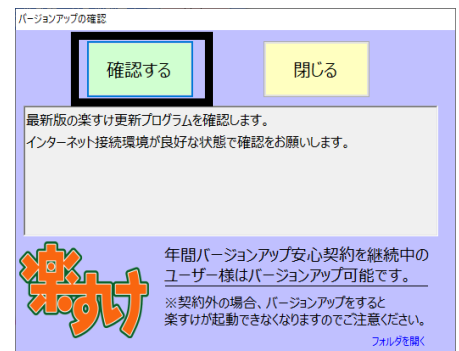 バージョンアップの確認
確認する
閉じる
最新版の楽すけ更新プログラムを確認します。
インターネット接続環境が良好な状態で確認をお願いします。
楽すけ
年間バージョンアップ安心契約を継続中の
ユーザー様はバージョンアップ可能です。
※契約外の場合、バージョンアップをすると
楽すけが起動できなくなりますのでご注意ください。
フォルダを開く